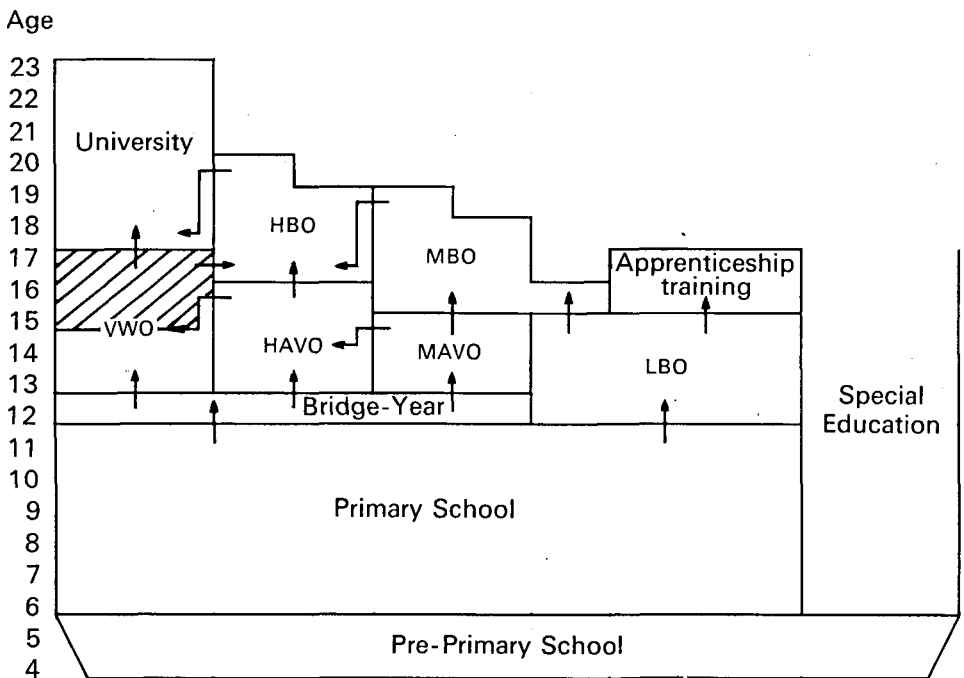 Age
23
22
21
20
19
18
17
16
15
14
13
12
11
10
9
8
7
6
5
4
University
HBO
MBO
Apprenticeship
training
VWO
HAVO
MAVO
LBO
Bridge-Year
Special
Education
Primary School
Pre-Primary School